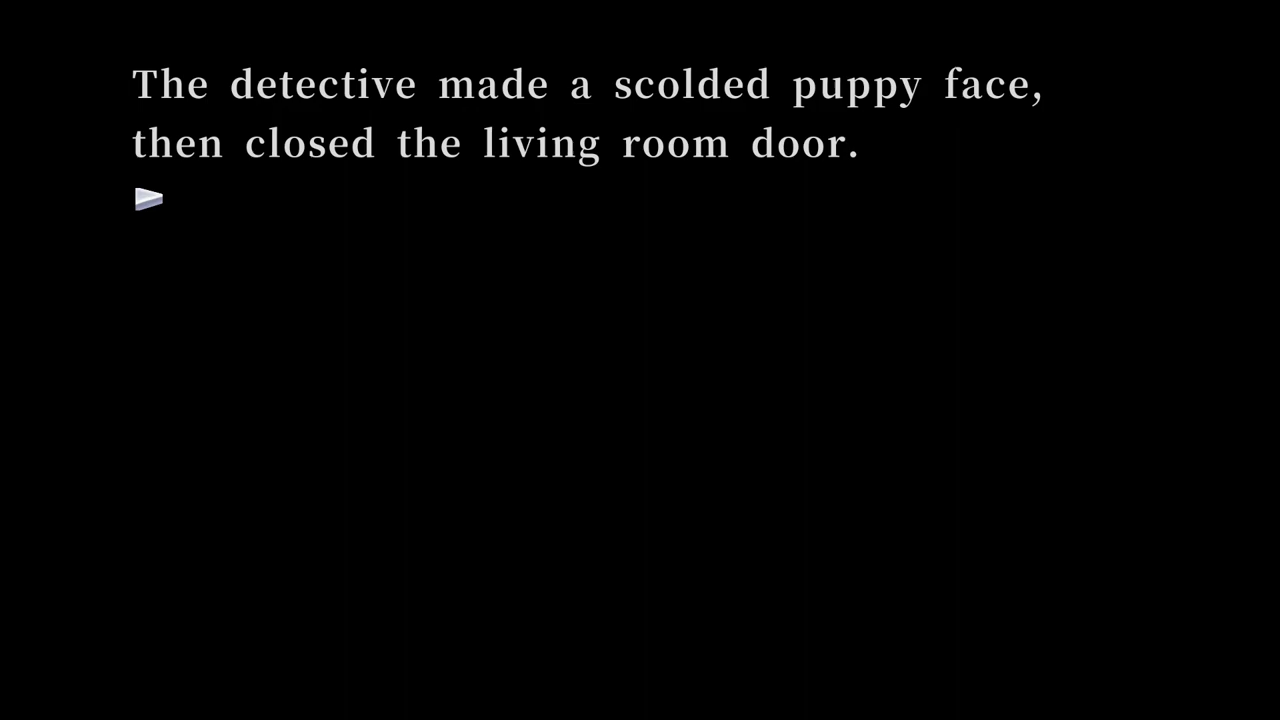 The detective made a scolded puppy face,
then closed the living room door.